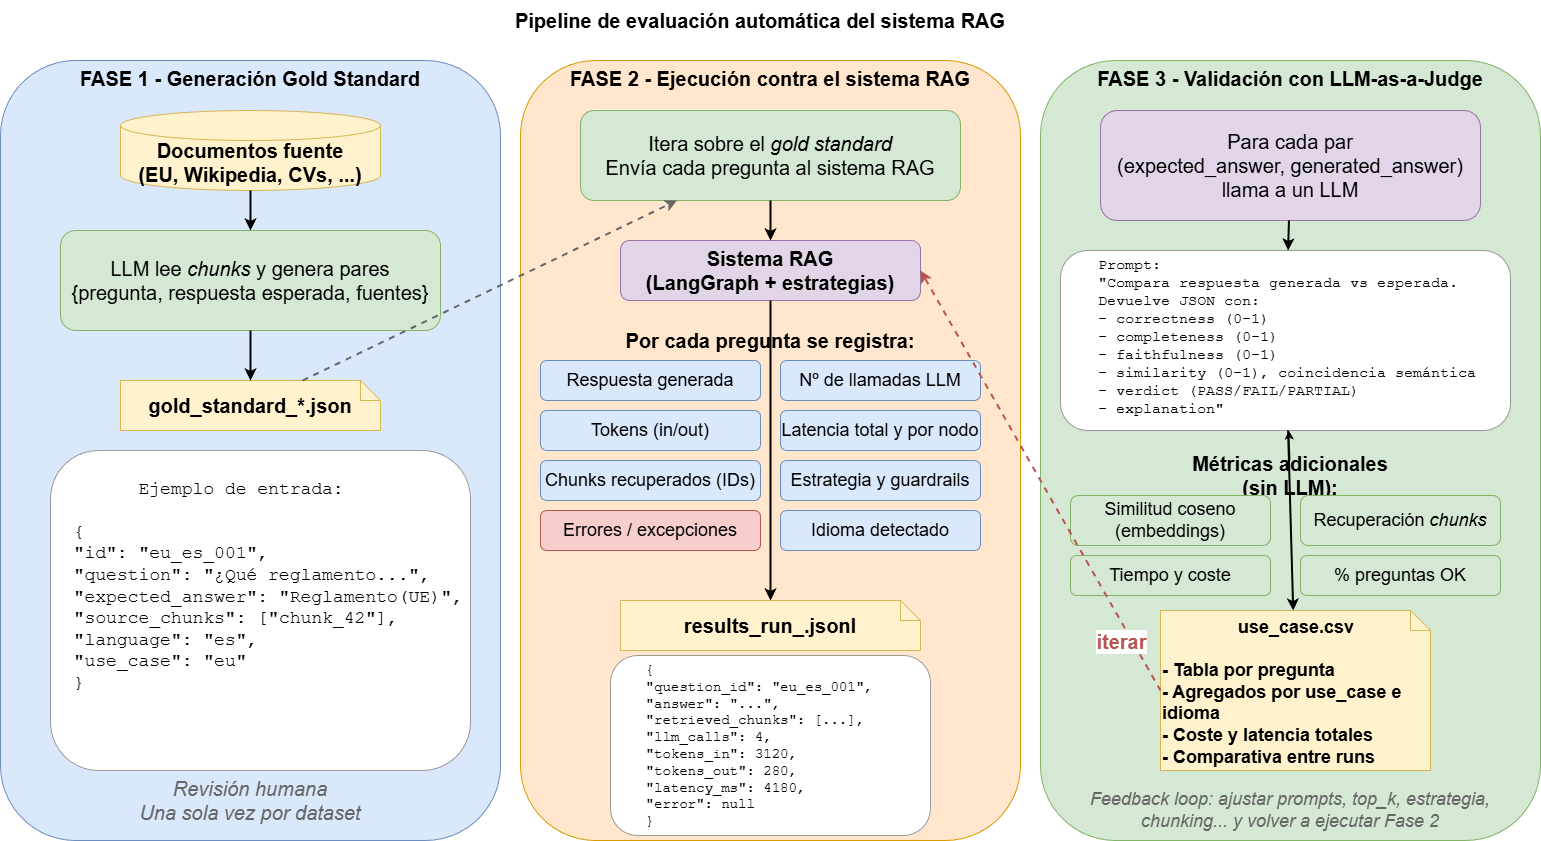 Pipeline de evaluación automática del sistema RAG
FASE 1 - Generación Gold Standard
Documentos fuente
(EU, Wikipedia, CVs, ...)
LLM lee chunks y genera pares
{pregunta, respuesta esperada, fuentes}
gold_standard_*.json
Ejemplo de entrada:
{
"id": "eu_es_001",
"question": "¿Qué reglamento...",
"expected_answer": "Reglamento(UE)",
"source_chunks": ["chunk_42"],
"language": "es",
"use_case": "eu"
}
Revisión humana
Una sola vez por dataset
FASE 2 - Ejecución contra el sistema RAG
Itera sobre el gold standard
Envía cada pregunta al sistema RAG
Sistema RAG
(LangGraph + estrategias)
Por cada pregunta se registra:
Respuesta generada
Nº de llamadas LLM
Tokens (in/out)
Latencia total y por nodo
Chunks recuperados (IDs)
Estrategia y guardrails
Errores / excepciones
Idioma detectado
results_run_.jsonl
{
"question_id": "eu_es_001",
"answer": "...",
"retrieved_chunks": [...],
"llm_calls": 4,
"tokens_in": 3120,
"tokens_out": 280,
"latency_ms": 4180,
"error": null
}
FASE 3 - Validación con LLM-as-a-Judge
Para cada par
(expected_answer, generated_answer)
llama a un LLM
Prompt:
"Compara respuesta generada vs esperada.
Devuelve JSON con:
- correctness (0-1)
- completeness (0-1)
- faithfulness (0-1)
- similarity (0-1), coincidencia semántica
- verdict (PASS/FAIL/PARTIAL)
- explanation"
Métricas adicionales
(sin LLM):
Similitud coseno
(embeddings)
Recuperación chunks
Tiempo y coste
% preguntas OK
iterar
use_case.csv
- Tabla por pregunta
- Agregados por use_case e
idioma
- Coste y latencia totales
- Comparativa entre runs
Feedback loop: ajustar prompts, top_k, estrategia,
chunking... y volver a ejecutar Fase 2